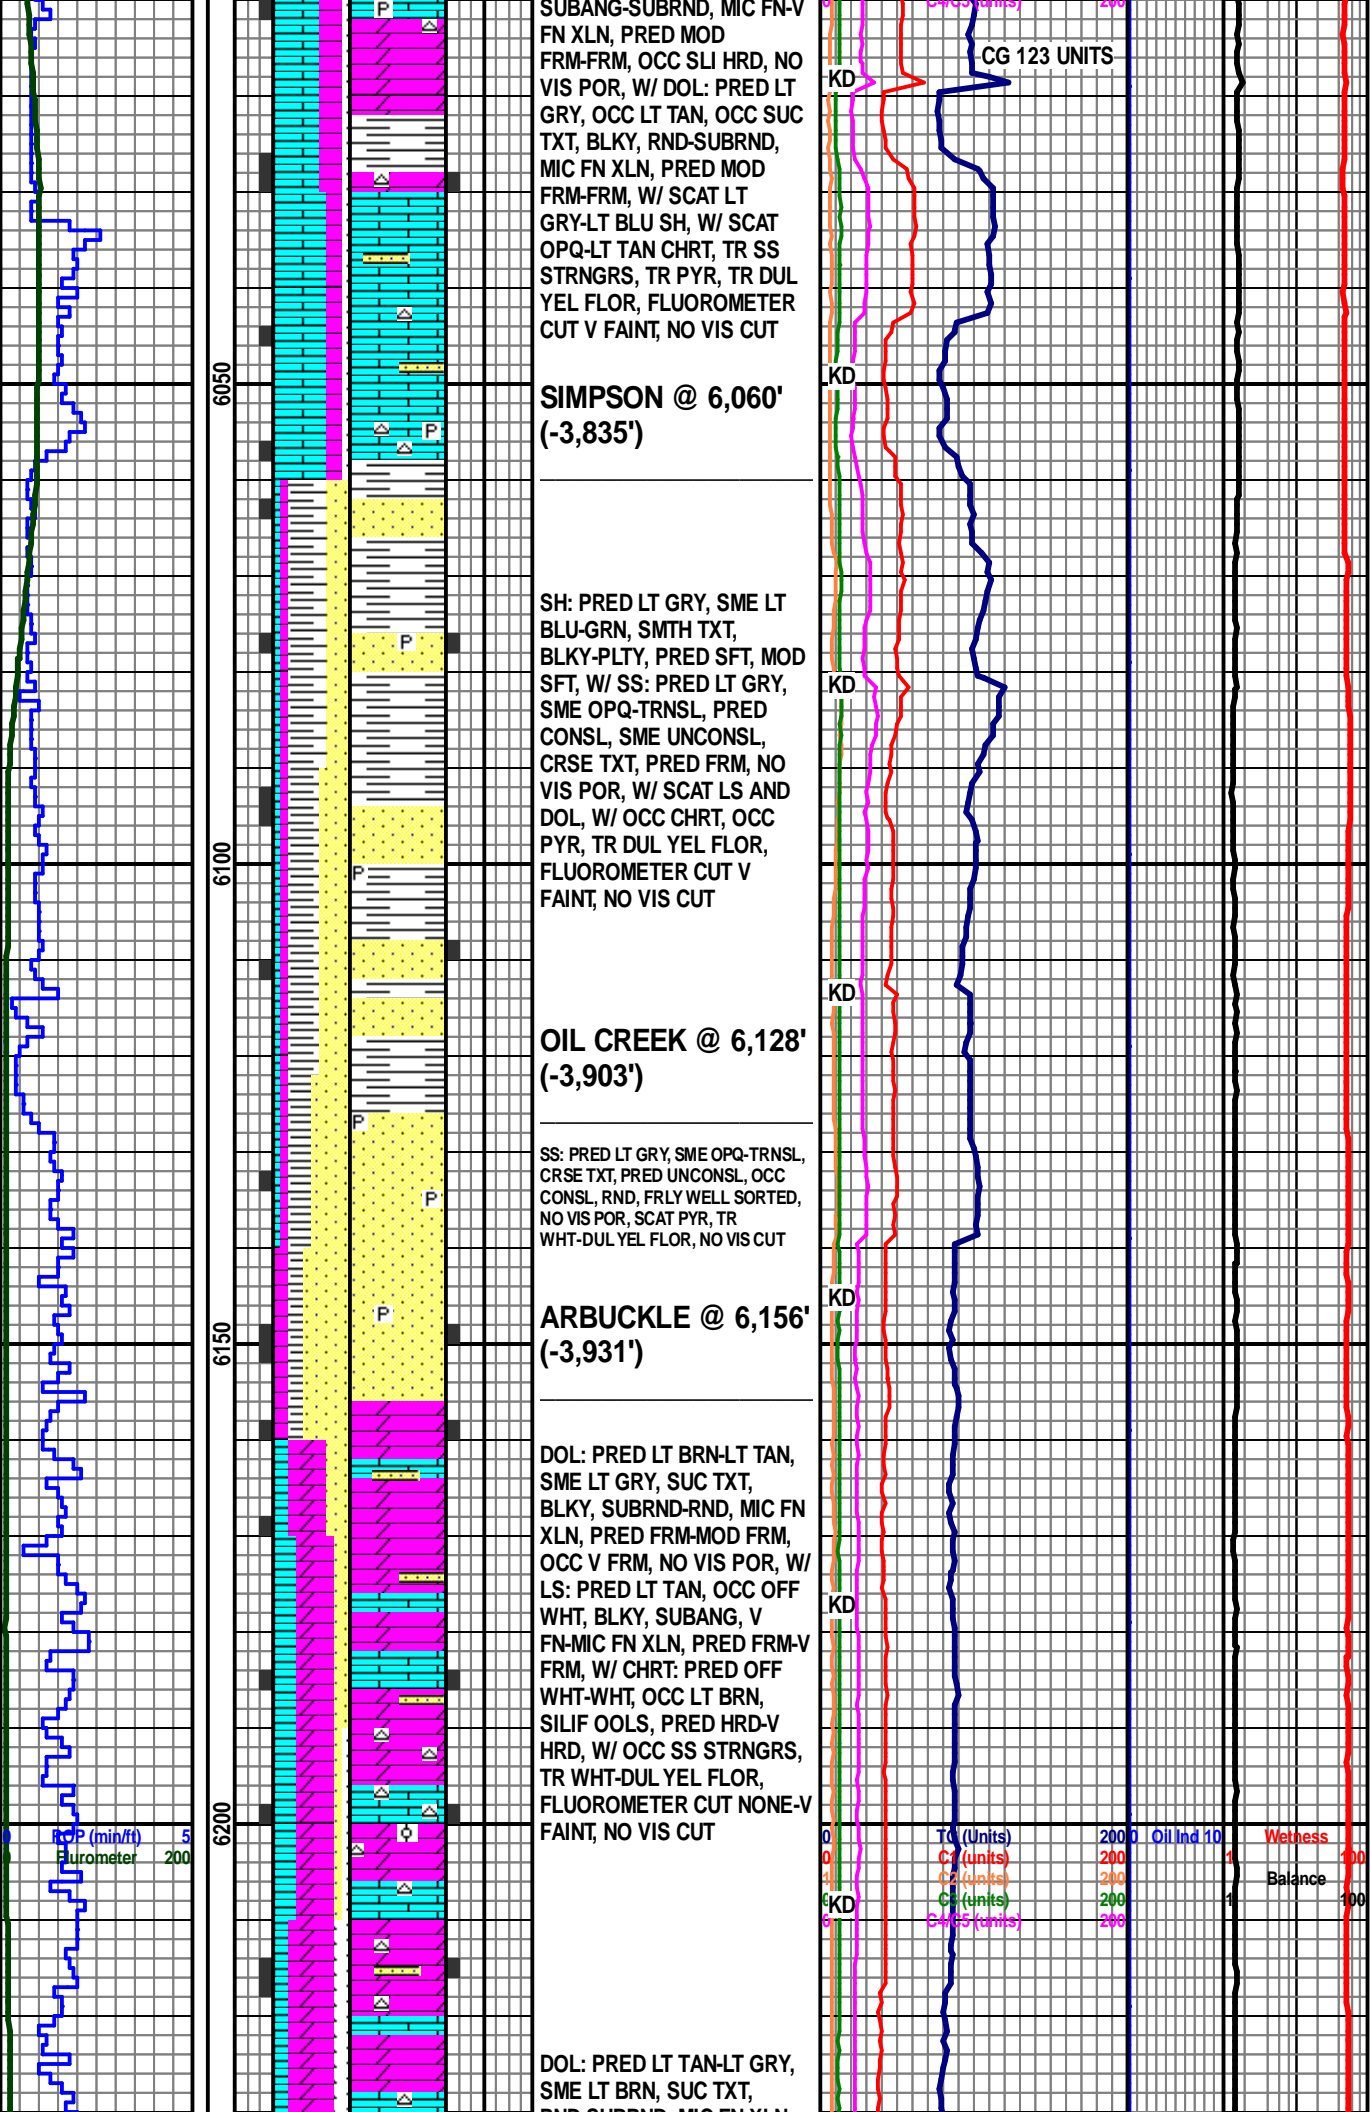 SUBANG-SUBRND, MIC FN-V
FN XLN, PRED MOD
FRM-FRM, OCC SLI HRD, NO
VIS POR, W/ DOL: PRED LT
GRY, OCC LT TAN, OCC SUC
TXT, BLKY, RND-SUBRND,
MIC FN XLN, PRED MOD
FRM-FRM, W/ SCAT LT
GRY-LT BLU SH, W/ SCAT
OPQ-LT TAN CHRT, TR SS
STRNGRS, TR PYR, TR DUL
YEL FLOR, FLUOROMETER
CUT V FAINT, NO VIS CUT
C4/C5 (units) 200
CG 123 UNITS
KD
P
6050
KD
SIMPSON @ 6,060'
(-3,835')
P
SH: PRED LT GRY, SME LT
BLU-GRN, SMTH TXT,
BLKY-PLTY, PRED SFT, MOD
SFT, W/ SS: PRED LT GRY,
SME OPQ-TRNSL, PRED
CONSL, SME UNCONSL,
CRSE TXT, PRED FRM, NO
VIS POR, W/ SCAT LS AND
DOL, W/ OCC CHRT, OCC
PYR, TR DUL YEL FLOR,
FLUOROMETER CUT V
FAINT, NO VIS CUT
P
KD
6100
P
KD
OIL CREEK @ 6,128'
(-3,903')
P
SS: PRED LT GRY, SME OPQ-TRNSL,
CRSE TXT, PRED UNCONSL, OCC
CONSL, RND, FRLY WELL SORTED,
NO VIS POR, SCAT PYR, TR
WHT-DUL YEL FLOR, NO VIS CUT
P
KD
P
6150
ARBUCKLE @ 6,156'
(-3,931')
DOL: PRED LT BRN-LT TAN,
SME LT GRY, SUC TXT,
BLKY, SUBRND-RND, MIC FN
XLN, PRED FRM-MOD FRM,
OCC V FRM, NO VIS POR, W/
LS: PRED LT TAN, OCC OFF
WHT, BLKY, SUBANG, V
FN-MIC FN XLN, PRED FRM-V
FRM, W/ CHRT: PRED OFF
WHT-WHT, OCC LT BRN,
SILIF OOLS, PRED HRD-V
HRD, W/ OCC SS STRNGRS,
TR WHT-DUL YEL FLOR,
FLUOROMETER CUT NONE-V
FAINT, NO VIS CUT
KD
6200
0 ROP (min/ft) 5
Flurometer 200
0 TG (Units) 200
0 Oil Ind 10
Wetness
0 C1 (units) 200
1 100
C2 (units) 200
Balance
C3 (units) 200
1 100
KD
C4/C5 (units) 200
DOL: PRED LT TAN-LT GRY,
SME LT BRN, SUC TXT,
RND-SUBRND, MIC FN XLN,